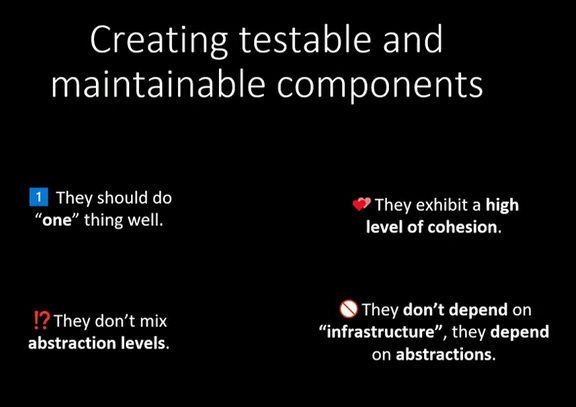 Creating testable and
maintainable components
1️⃣ They should do
“one” thing well.
💕 They exhibit a high
level of cohesion.
⁉️ They don’t mix
abstraction levels.
🚫 They don’t depend on
“infrastructure”, they depend
on abstractions.